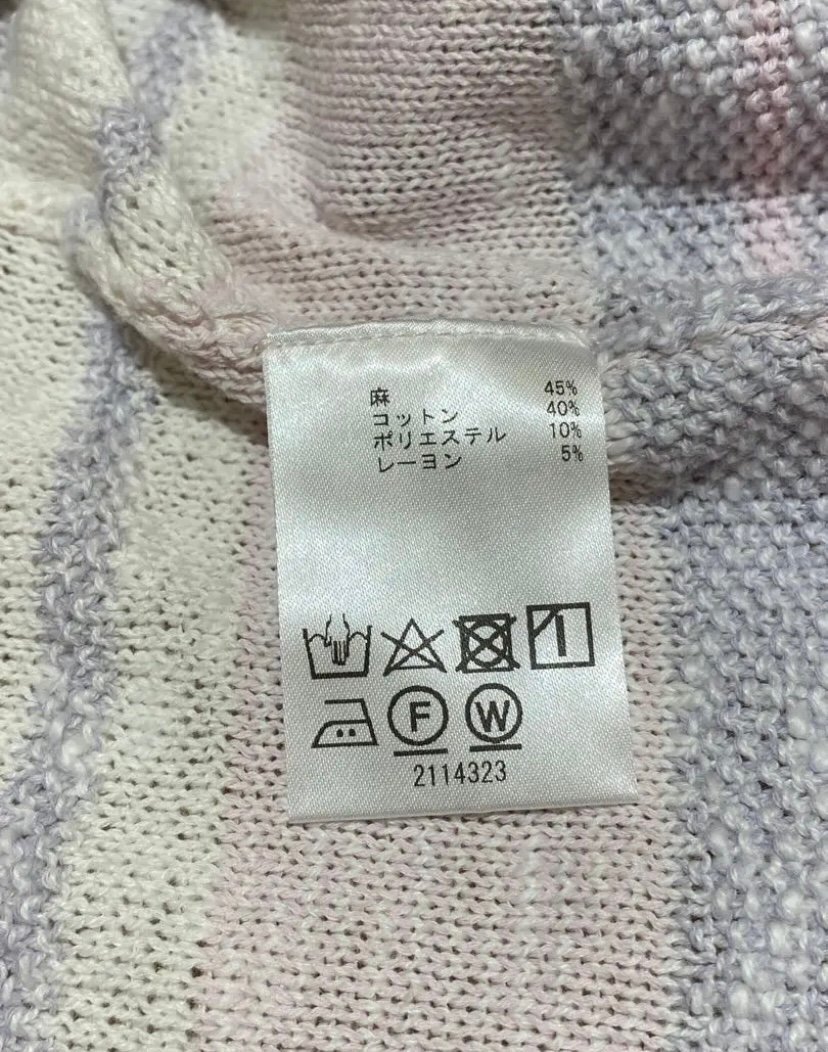 麻 45%
コットン 40%
ポリエステル 10%
レーヨン 5%
F W
2114323